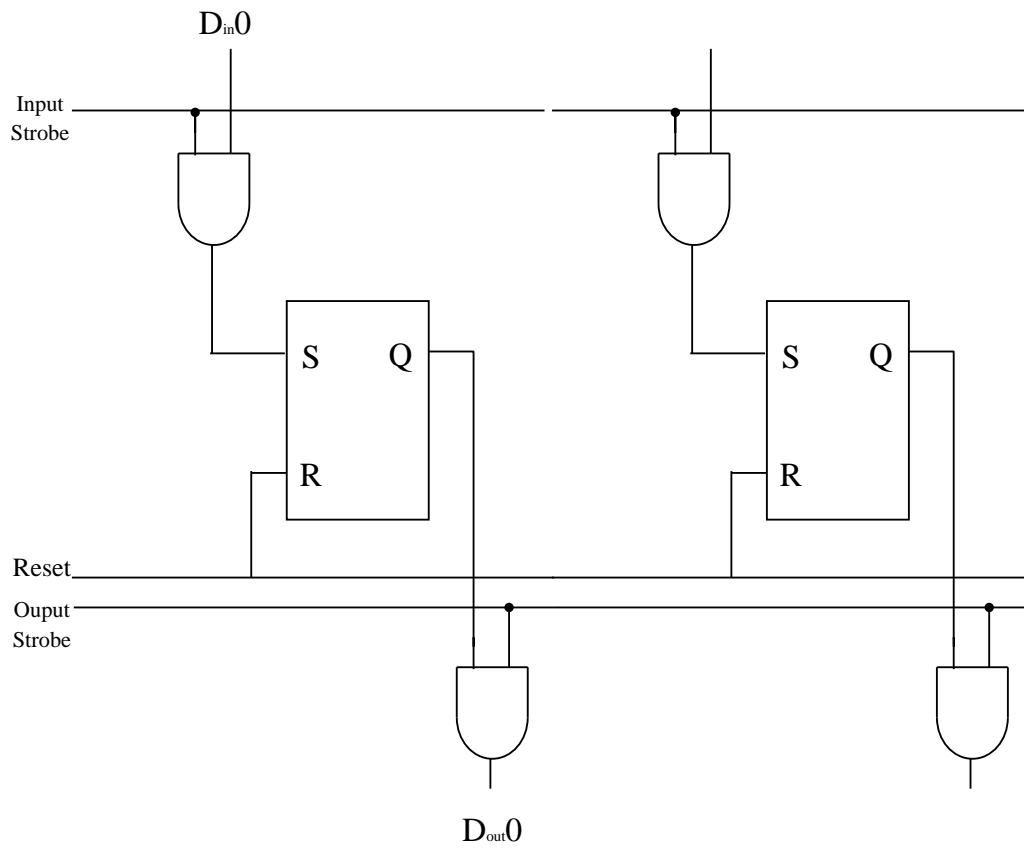 Din0
Input
Strobe
S Q
R
S Q
R
Reset
Ouput
Strobe
Dout0